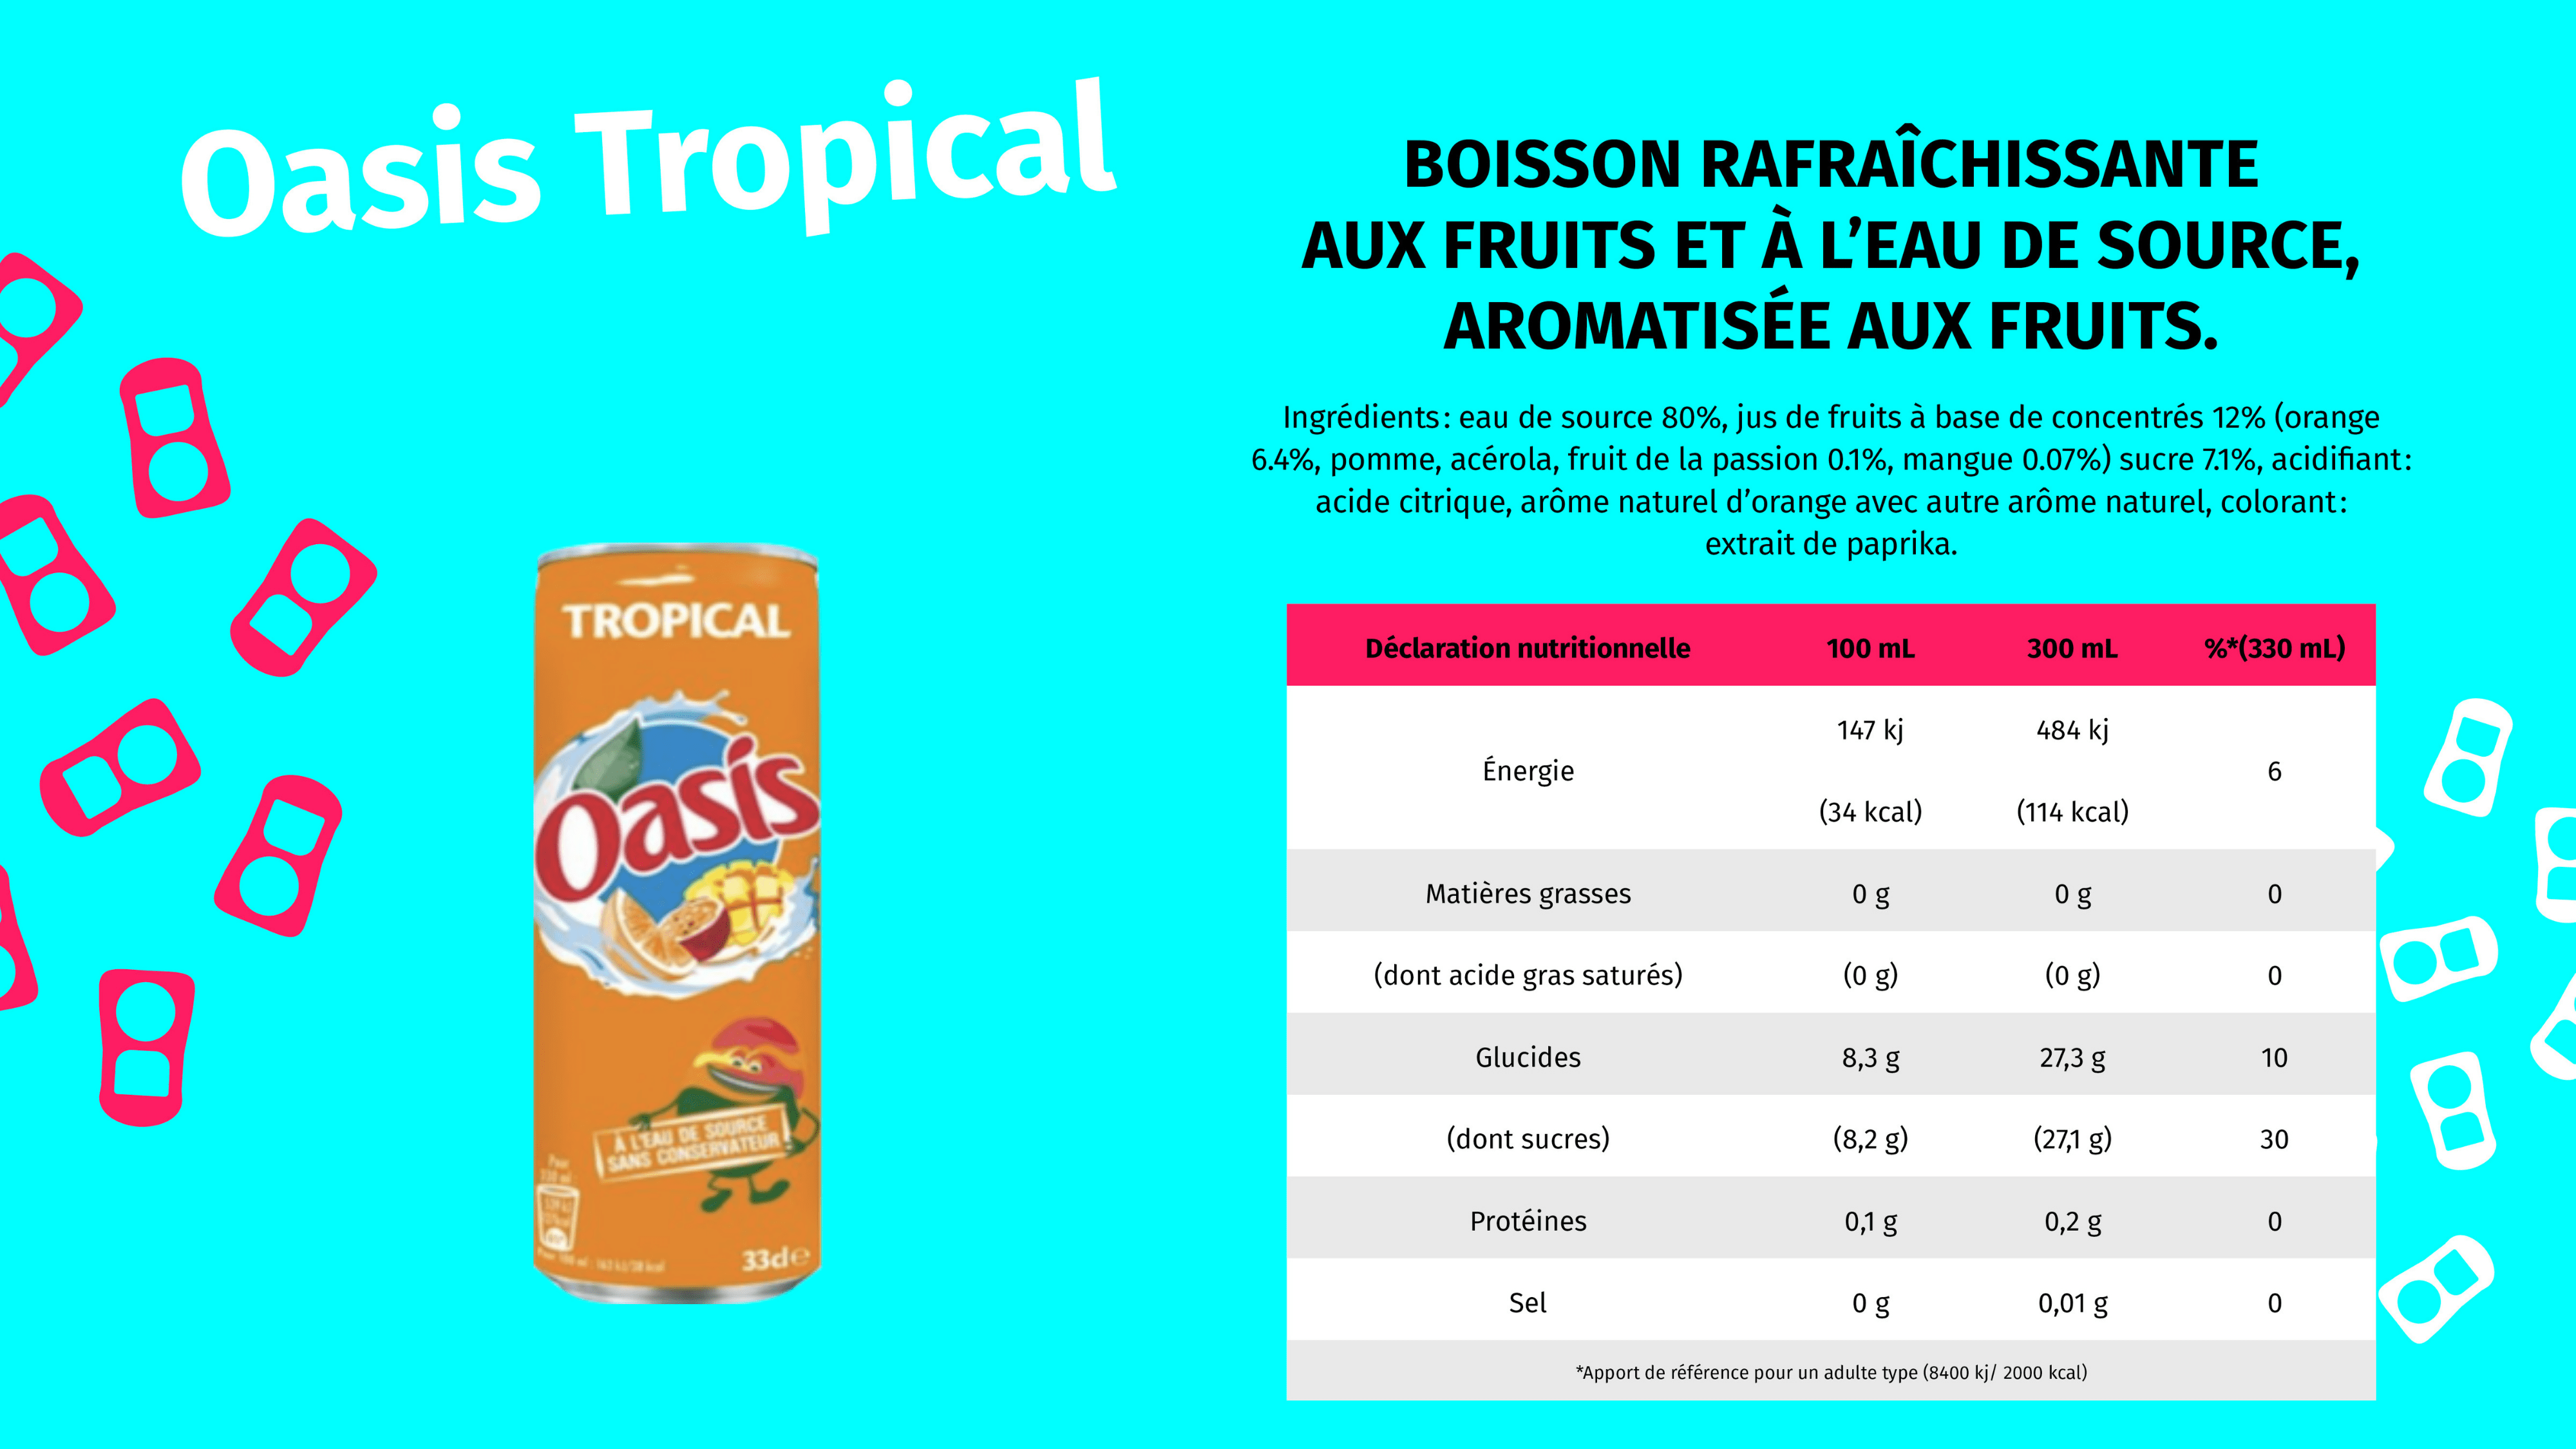 Oasis Tropical
BOISSON RAFRAÎCHISSANTE
AUX FRUITS ET À L'EAU DE SOURCE,
AROMATISÉE AUX FRUITS.
Ingrédients : eau de source 80%, jus de fruits à base de concentrés 12% (orange
6.4%, pomme, acérola, fruit de la passion 0.1%, mangue 0.07%) sucre 7.1%, acidifiant :
acide citrique, arôme naturel d'orange avec autre arôme naturel, colorant :
extrait de paprika.
TROPICAL
Oasis
À L'EAU DE SOURCE
SANS CONSERVATEUR
Pour
33cl e
Déclaration nutritionnelle 100 mL 300 mL %*(330 mL)
Énergie 147 kj (34 kcal) 484 kj (114 kcal) 6
Matières grasses 0 g 0 g 0
(dont acide gras saturés) (0 g) (0 g) 0
Glucides 8,3 g 27,3 g 10
(dont sucres) (8,2 g) (27,1 g) 30
Protéines 0,1 g 0,2 g 0
Sel 0 g 0,01 g 0
*Apport de référence pour un adulte type (8400 kj/ 2000 kcal)